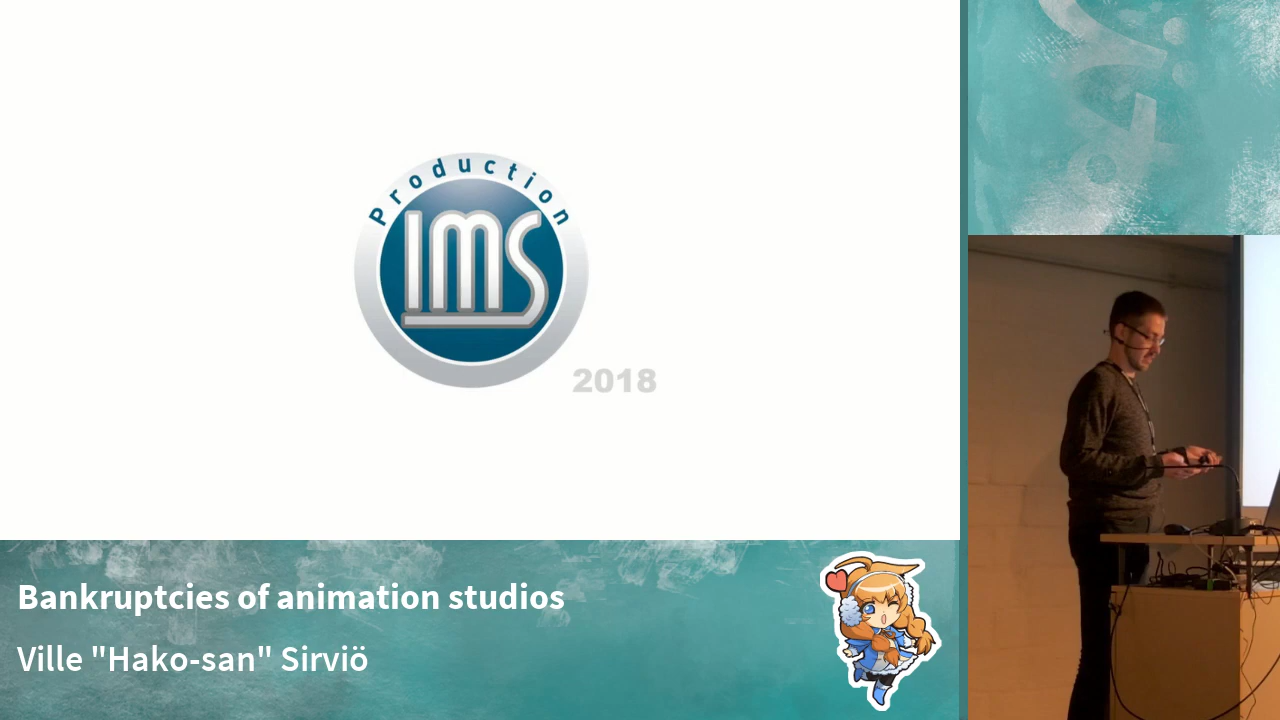 Production
IMS
2018
Bankruptcies of animation studios
Ville "Hako-san" Sirviö